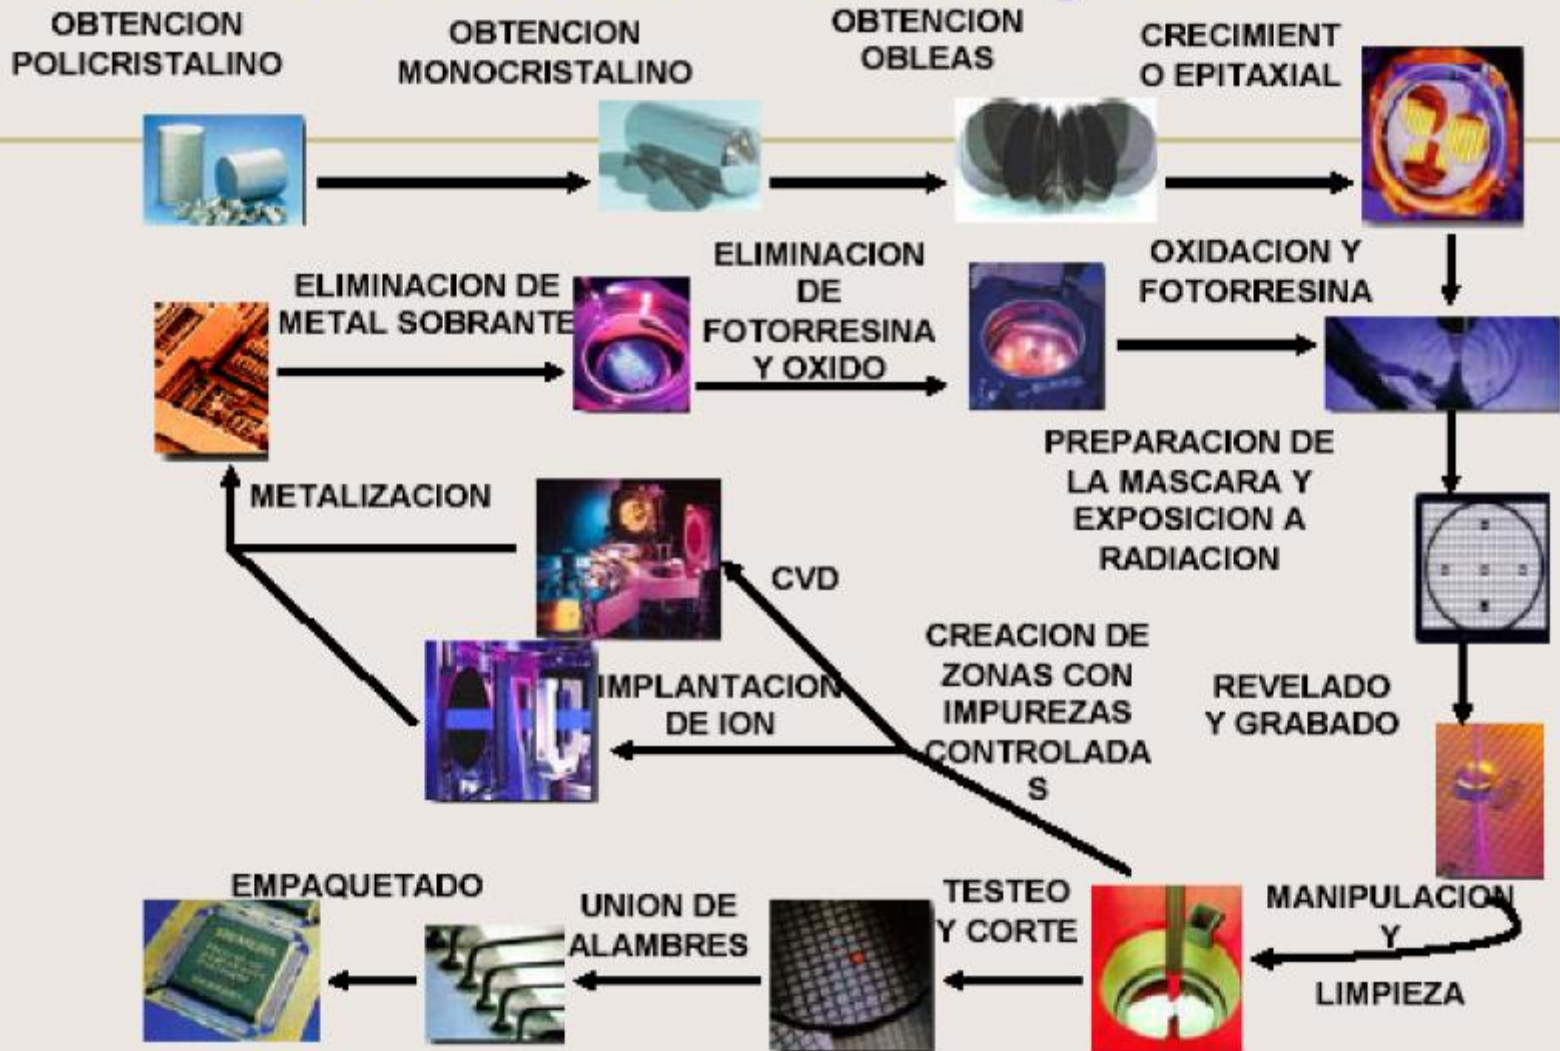 OBTENCION
POLICRISTALINO
OBTENCION
MONOCRISTALINO
OBTENCION
OBLEAS
CRECIMIENT
O EPITAXIAL
ELIMINACION DE
METAL SOBRANTE
ELIMINACION
DE
FOTORRESINA
Y OXIDO
OXIDACION Y
FOTORRESINA
PREPARACION DE
LA MASCARA Y
EXPOSICION A
RADIACION
METALIZACION
CVD
IMPLANTACION
DE ION
CREACION DE
ZONAS CON
IMPUREZAS
CONTROLADA
S
REVELADO
Y GRABADO
MANIPULACION
Y
LIMPIEZA
TESTEO
Y CORTE
UNION DE
ALAMBRES
EMPAQUETADO